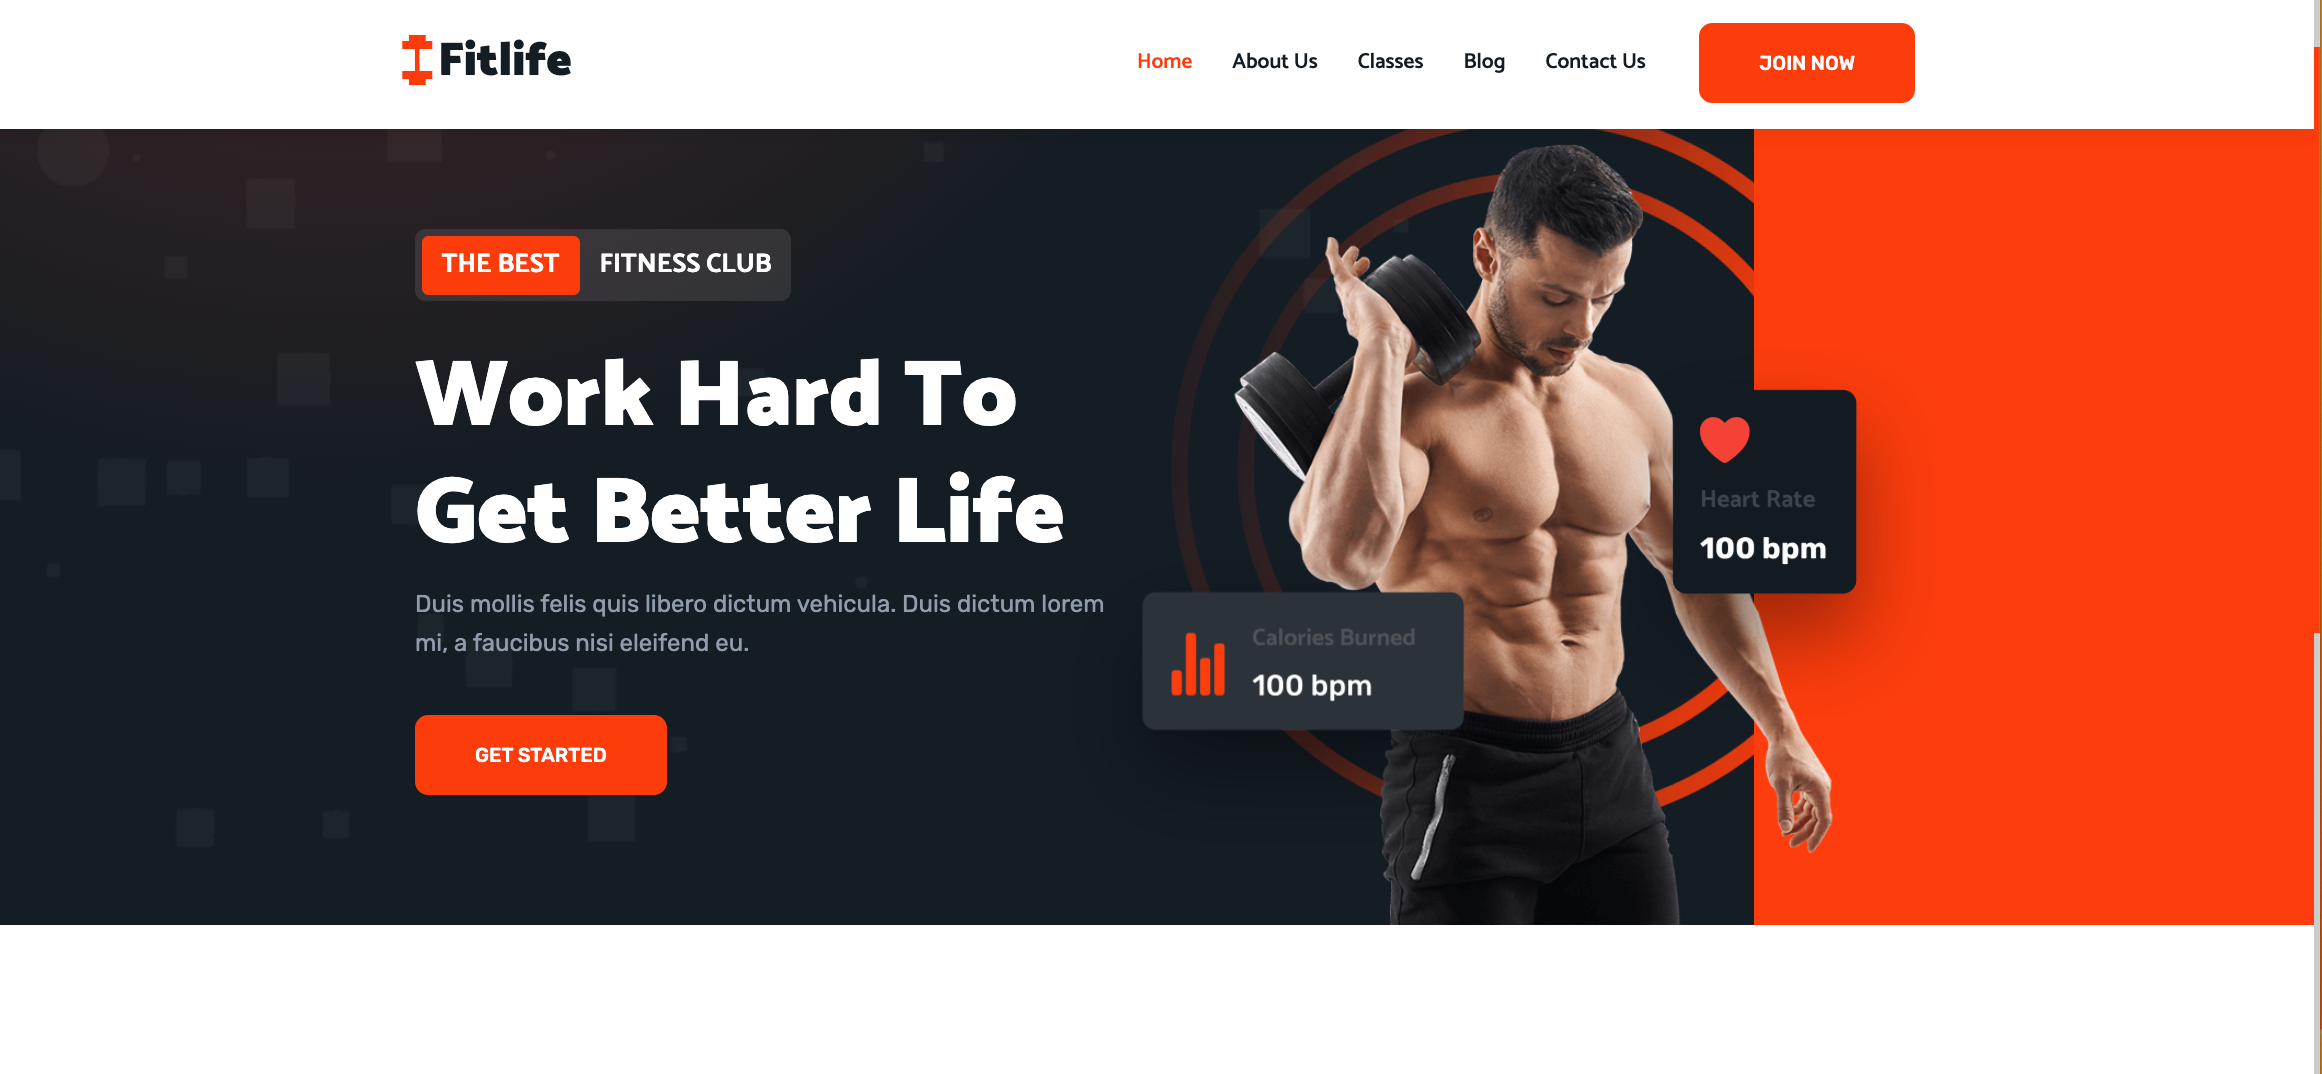 Fitlife
Home
About Us
Classes
Blog
Contact Us
JOIN NOW
THE BEST
FITNESS CLUB
Work Hard To
Get Better Life
Duis mollis felis quis libero dictum vehicula. Duis dictum lorem
mi, a faucibus nisi eleifend eu.
GET STARTED
Heart Rate
100 bpm
Calories Burned
100 bpm